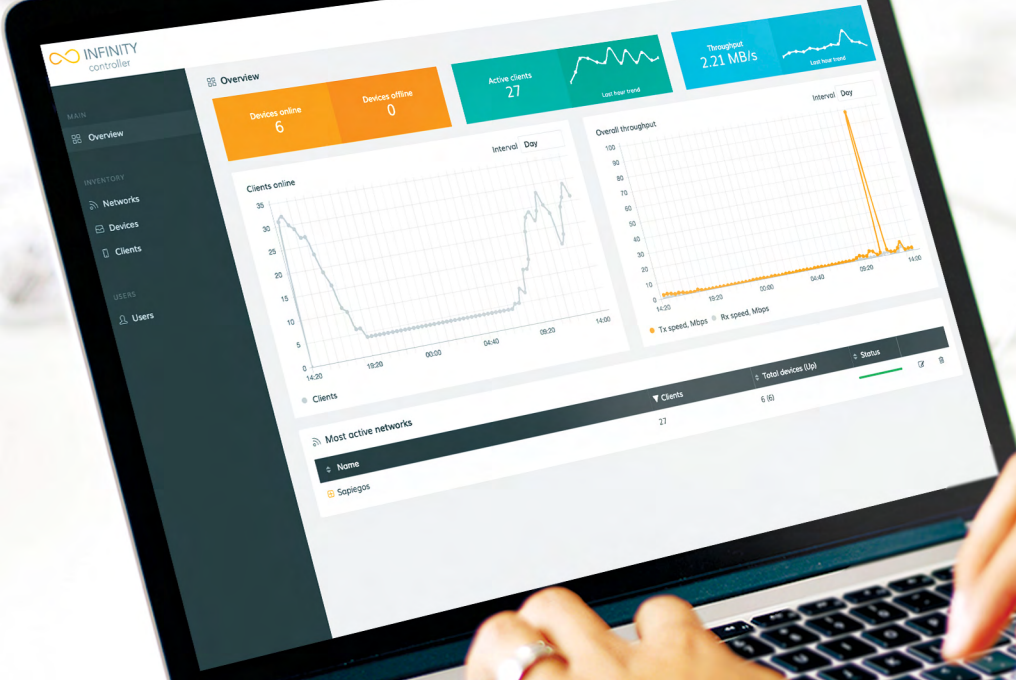 INFINITY
controller
MAIN
Overview
INVENTORY
Networks
Devices
Clients
USERS
Users
Overview
Devices online
6
Devices offline
0
Active clients
27
Last hour trend
Throughput
2.21 MB/s
Last hour trend
Clients online
Interval Day
35
30
25
20
15
10
5
0
14:20 19:20 00:00 04:40 09:20 14:00
Clients
Overall throughput
Interval Day
100
90
80
70
60
50
40
30
20
10
0
14:20 19:20 00:00 04:40 09:20 14:00
Tx speed, Mbps Rx speed, Mbps
Most active networks
Name Clients Total devices (Up) Status
Sapiegos 27 6 (6)